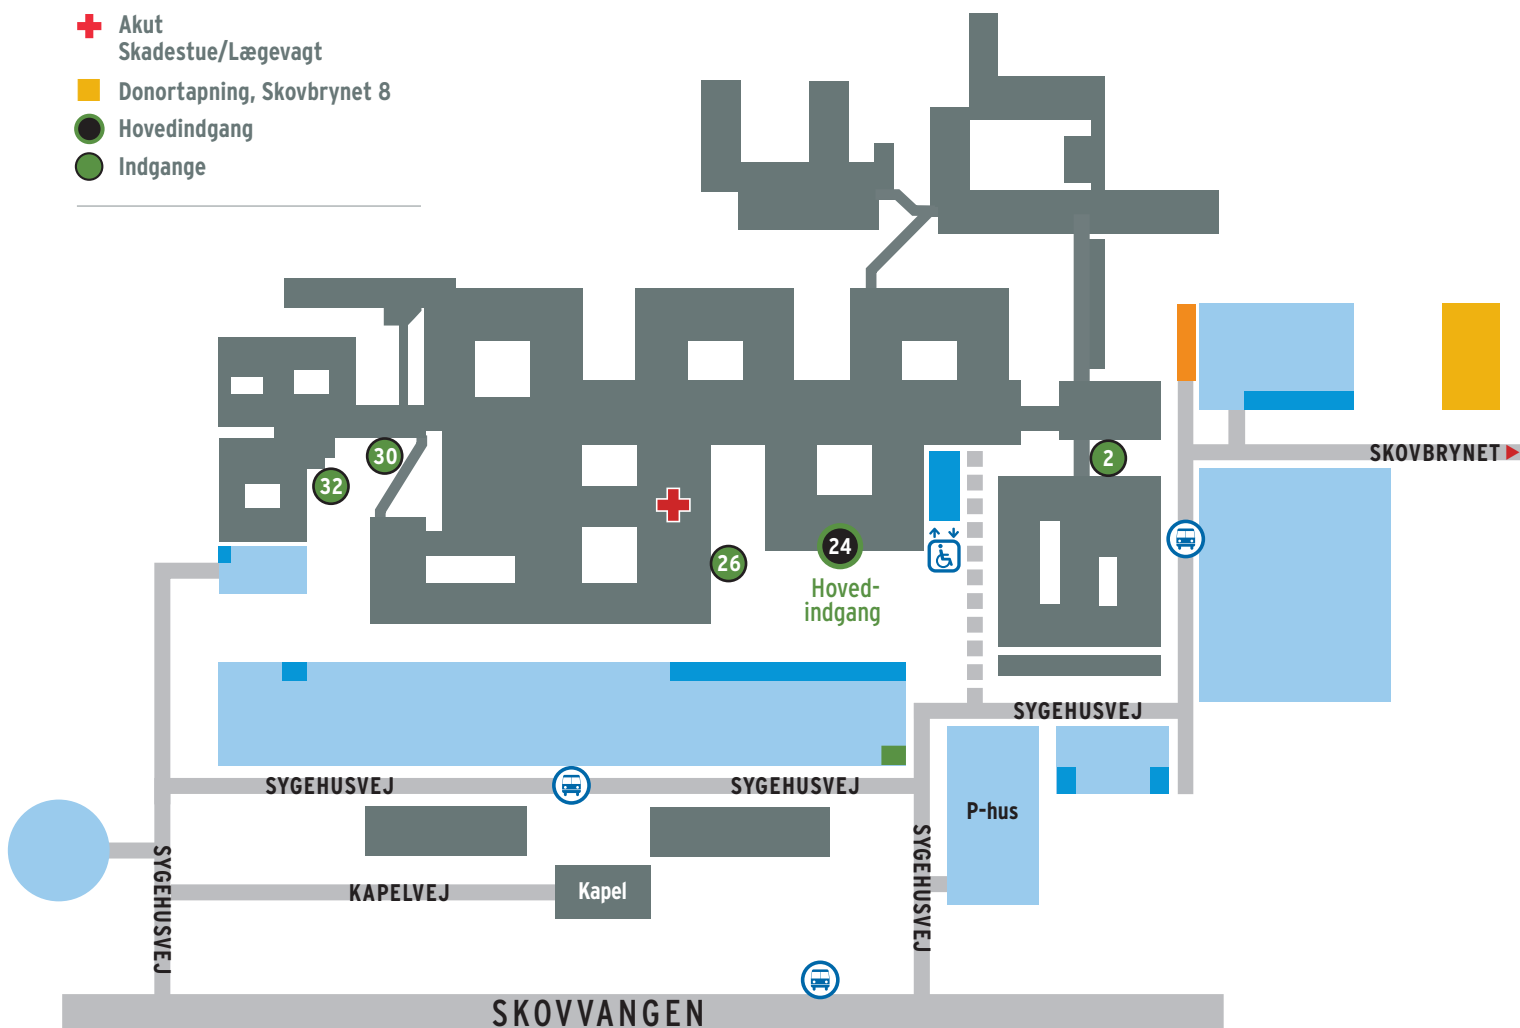 Akut
Skadestue/Lægevagt
Donortapning, Skovbrynet 8
Hovedindgang
Indgange
30
32
2
SKOVBRYNET
24
26
Hoved-
indgang
SYGEHUSVEJ
SYGEHUSVEJ
SYGEHUSVEJ
P-hus
SYGEHUSVEJ
SYGEHUSVEJ
KAPELVEJ
Kapel
SKOVVANGEN